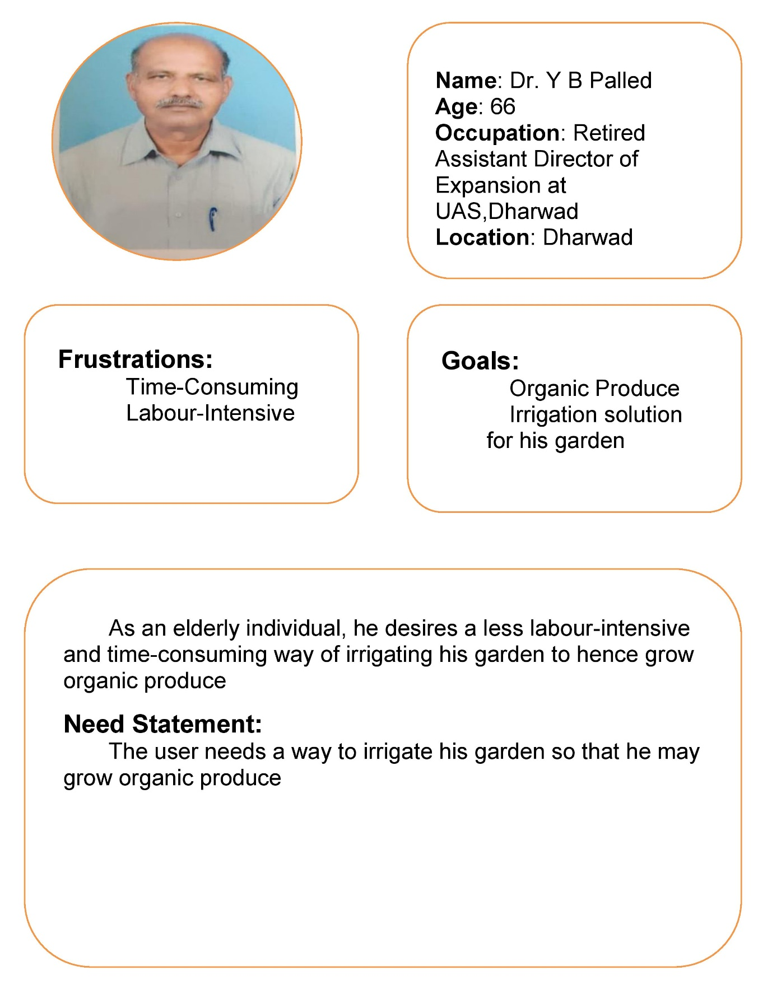 Name: Dr. Y B Palled
Age: 66
Occupation: Retired
Assistant Director of
Expansion at
UAS,Dharwad
Location: Dharwad
Frustrations:
Time-Consuming
Labour-Intensive
Goals:
Organic Produce
Irrigation solution
for his garden
As an elderly individual, he desires a less labour-intensive
and time-consuming way of irrigating his garden to hence grow
organic produce
Need Statement:
The user needs a way to irrigate his garden so that he may
grow organic produce